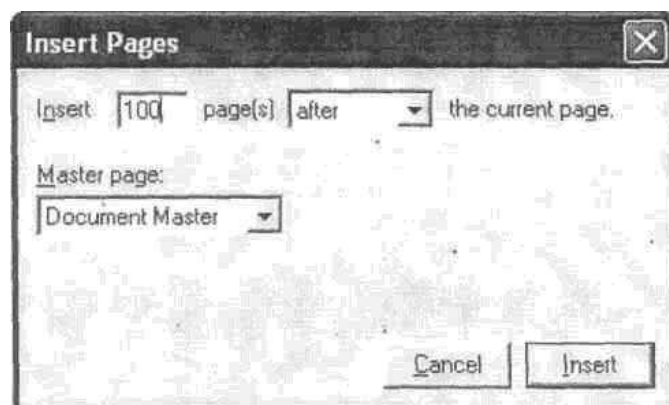 Insert Pages
Insert 100 page(s) after the current page.
Master page:
Document Master
Cancel Insert